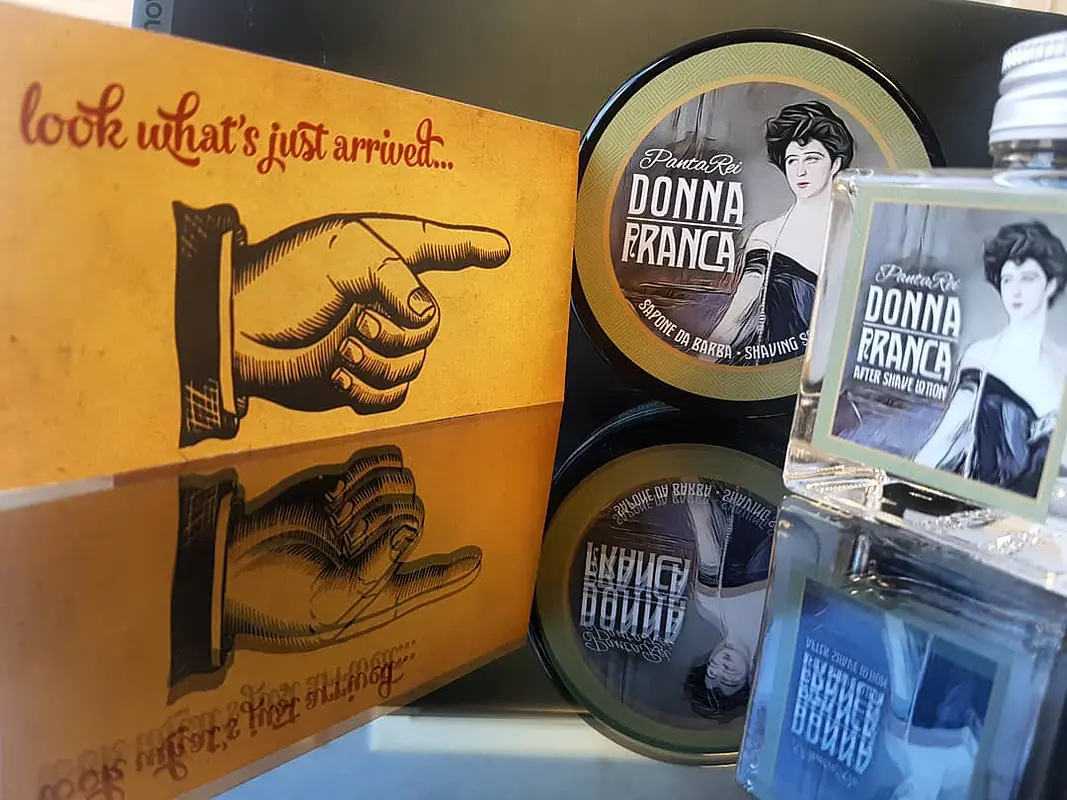 look what's just arrived...
PantaRei
DONNA
FRANCA
SAPONE DA BARBA • SHAVING
PantaRei
DONNA
FRANCA
AFTER SHAVE LOTION